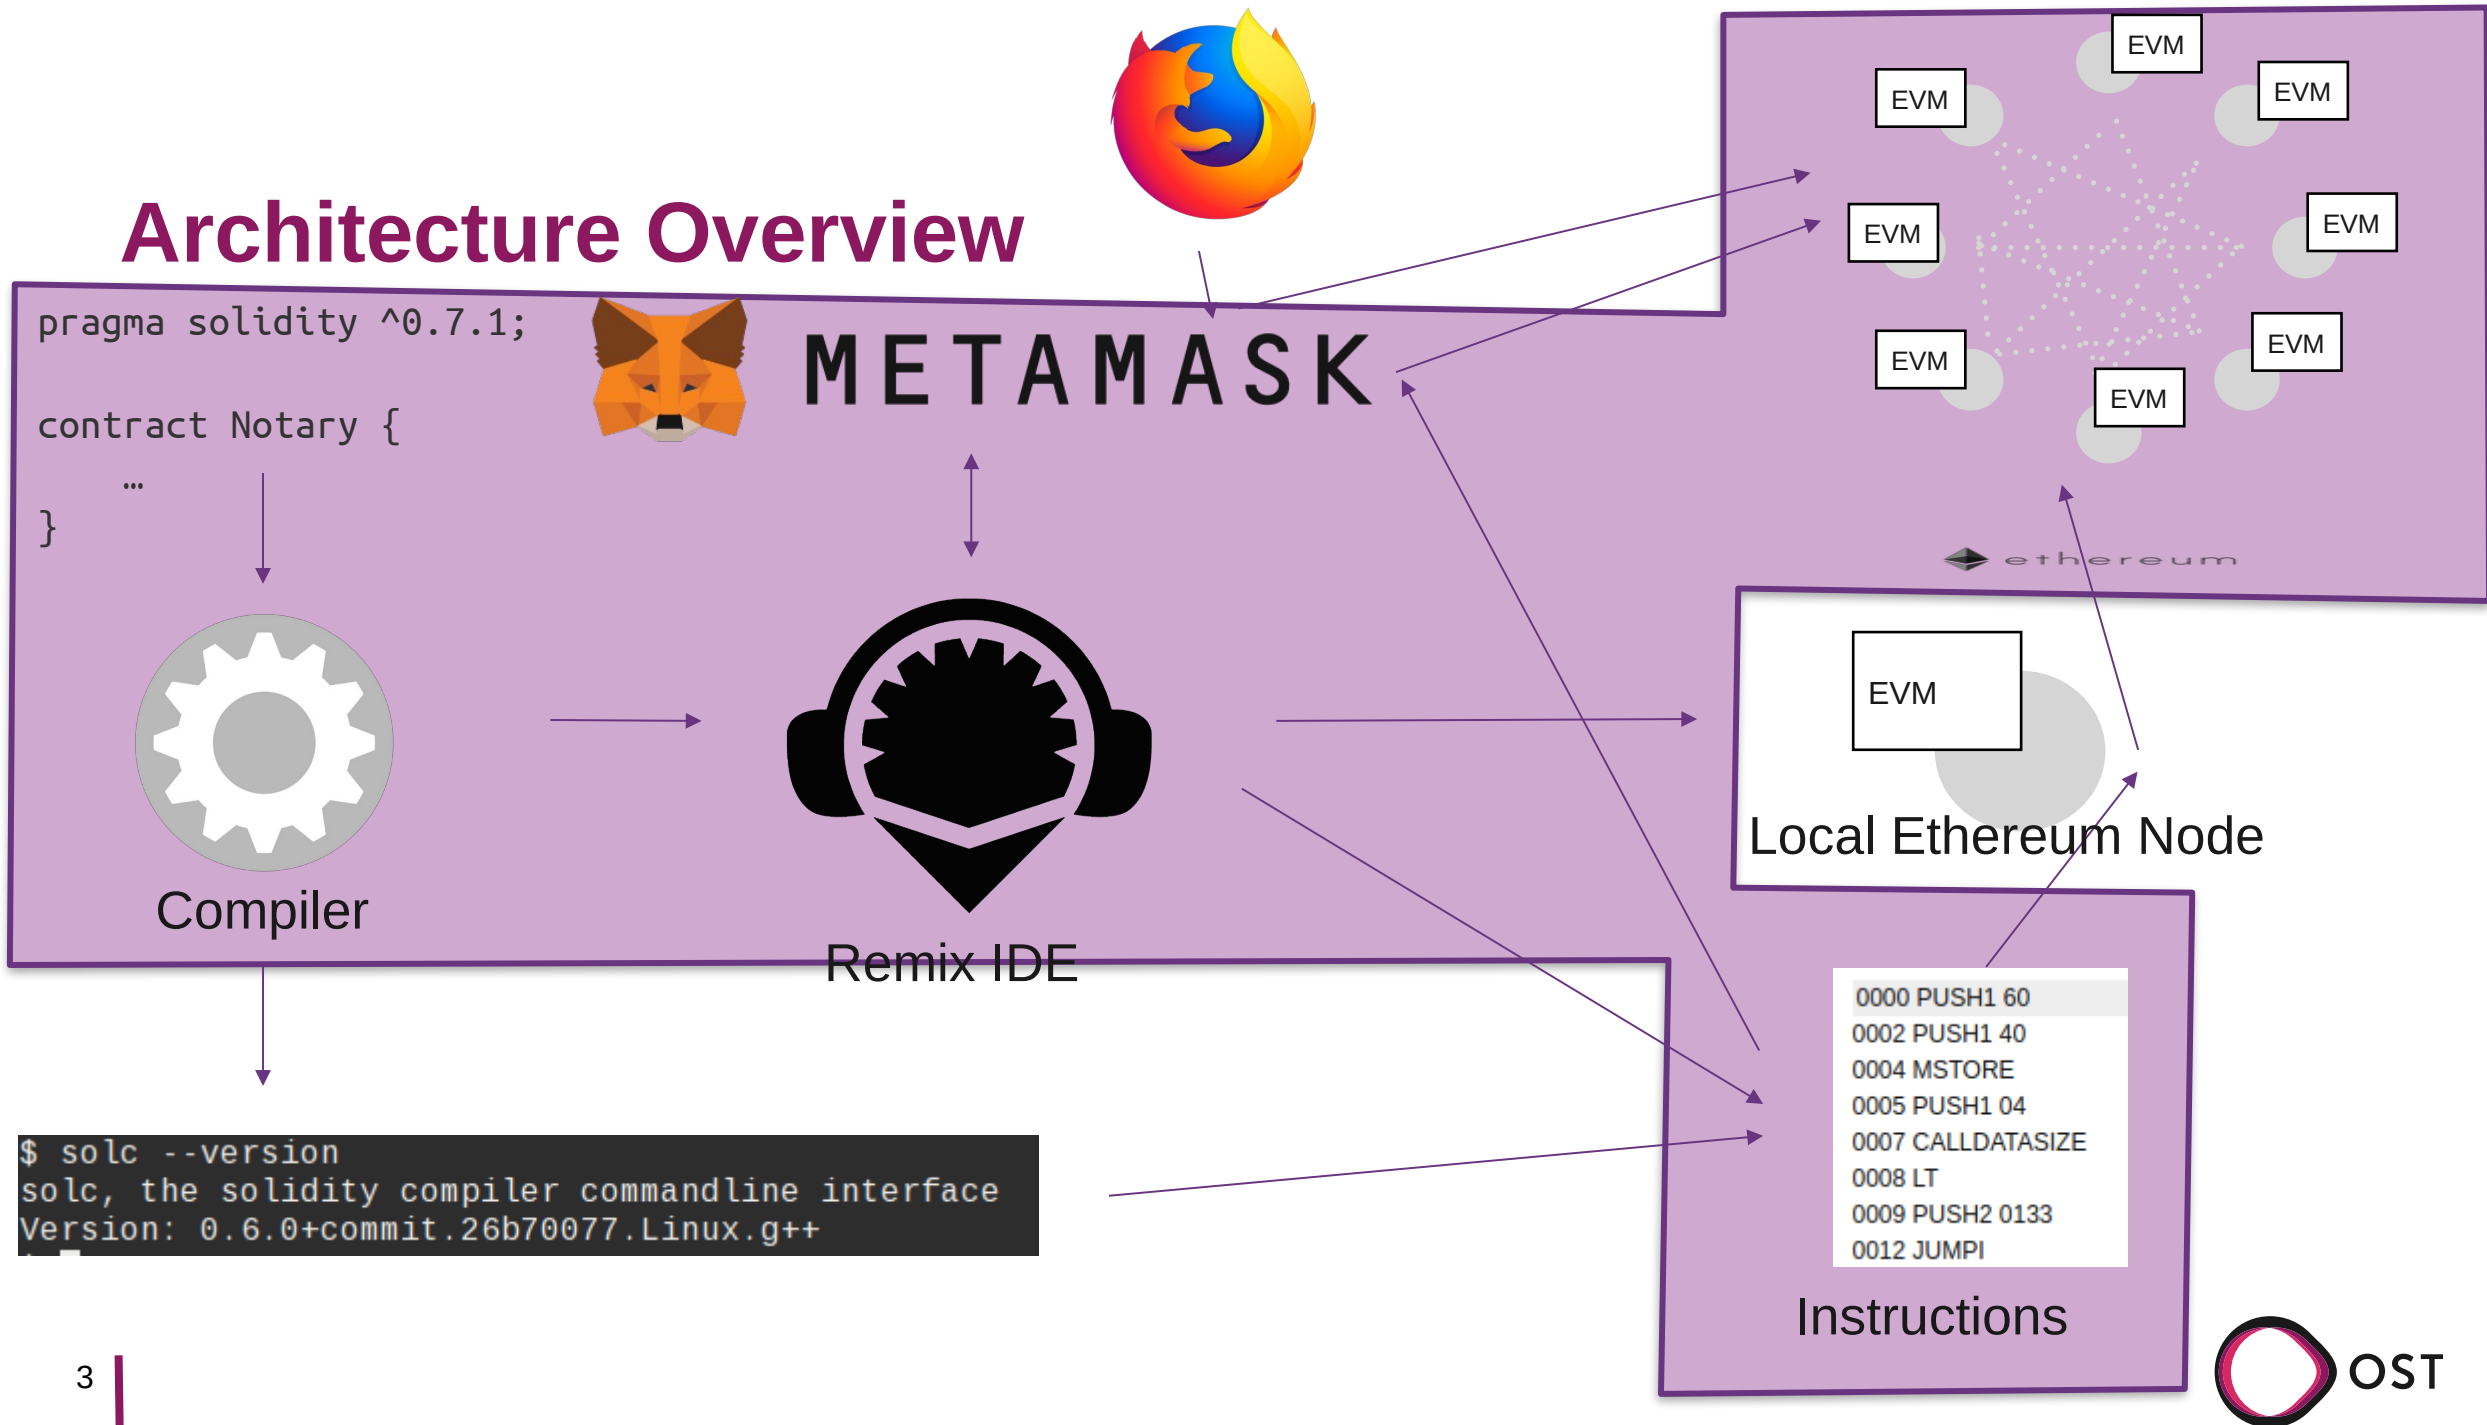 Architecture Overview
pragma solidity ^0.7.1;
contract Notary {
…
}
METAMASK
EVM
EVM
EVM
EVM
EVM
EVM
EVM
EVM
ethereum
EVM
Local Ethereum Node
Compiler
Remix IDE
$ solc --version
solc, the solidity compiler commandline interface
Version: 0.6.0+commit.26b70077.Linux.g++
0000 PUSH1 60
0002 PUSH1 40
0004 MSTORE
0005 PUSH1 04
0007 CALLDATASIZE
0008 LT
0009 PUSH2 0133
0012 JUMPI
Instructions
3
OST